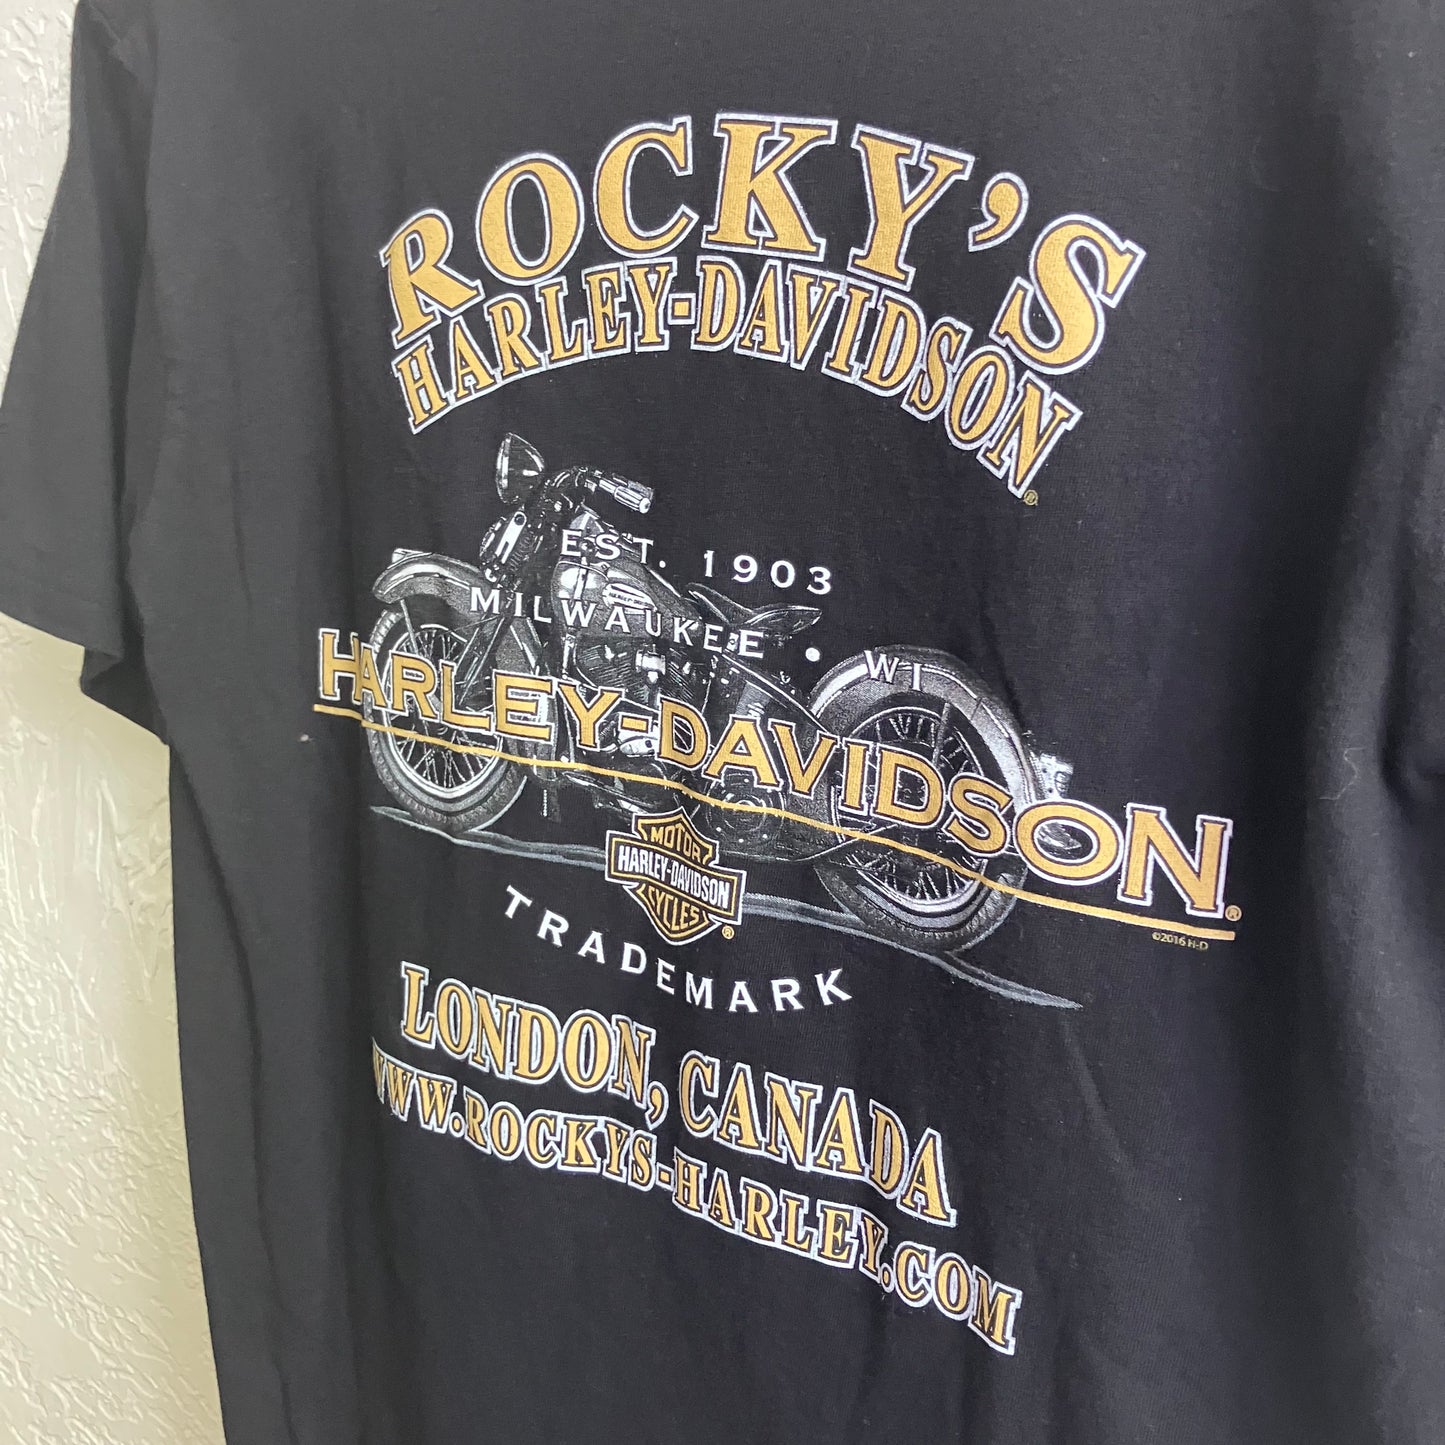 ROCKY'S
HARLEY-DAVIDSON®
EST. 1903
MILWAUKEE • WI
HARLEY-DAVIDSON®
©2016 H-D
MOTOR
HARLEY-DAVIDSON
CYCLES®
TRADEMARK
LONDON, CANADA
WWW.ROCKYS-HARLEY.COM